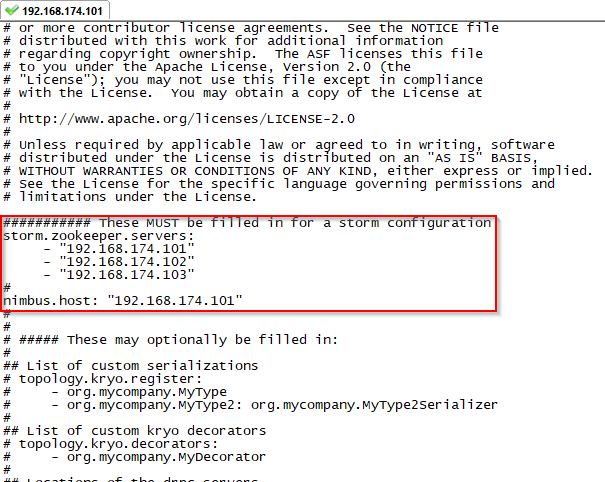 192.168.174.101
# or more contributor license agreements.  See the NOTICE file
# distributed with this work for additional information
# regarding copyright ownership.  The ASF licenses this file
# to you under the Apache License, Version 2.0 (the
# "License"); you may not use this file except in compliance
# with the License.  You may obtain a copy of the License at
#
# http://www.apache.org/licenses/LICENSE-2.0
#
# Unless required by applicable law or agreed to in writing, software
# distributed under the License is distributed on an "AS IS" BASIS,
# WITHOUT WARRANTIES OR CONDITIONS OF ANY KIND, either express or implied.
# See the License for the specific language governing permissions and
# limitations under the License.

########### These MUST be filled in for a storm configuration
storm.zookeeper.servers:
     - "192.168.174.101"
     - "192.168.174.102"
     - "192.168.174.103"
#
nimbus.host: "192.168.174.101"
#
#
# ##### These may optionally be filled in:
#
## List of custom serializations
# topology.kryo.register:
#     - org.mycompany.MyType
#     - org.mycompany.MyType2: org.mycompany.MyType2Serializer
#
## List of custom kryo decorators
# topology.kryo.decorators:
#     - org.mycompany.MyDecorator
#
## Locations of the drpc servers